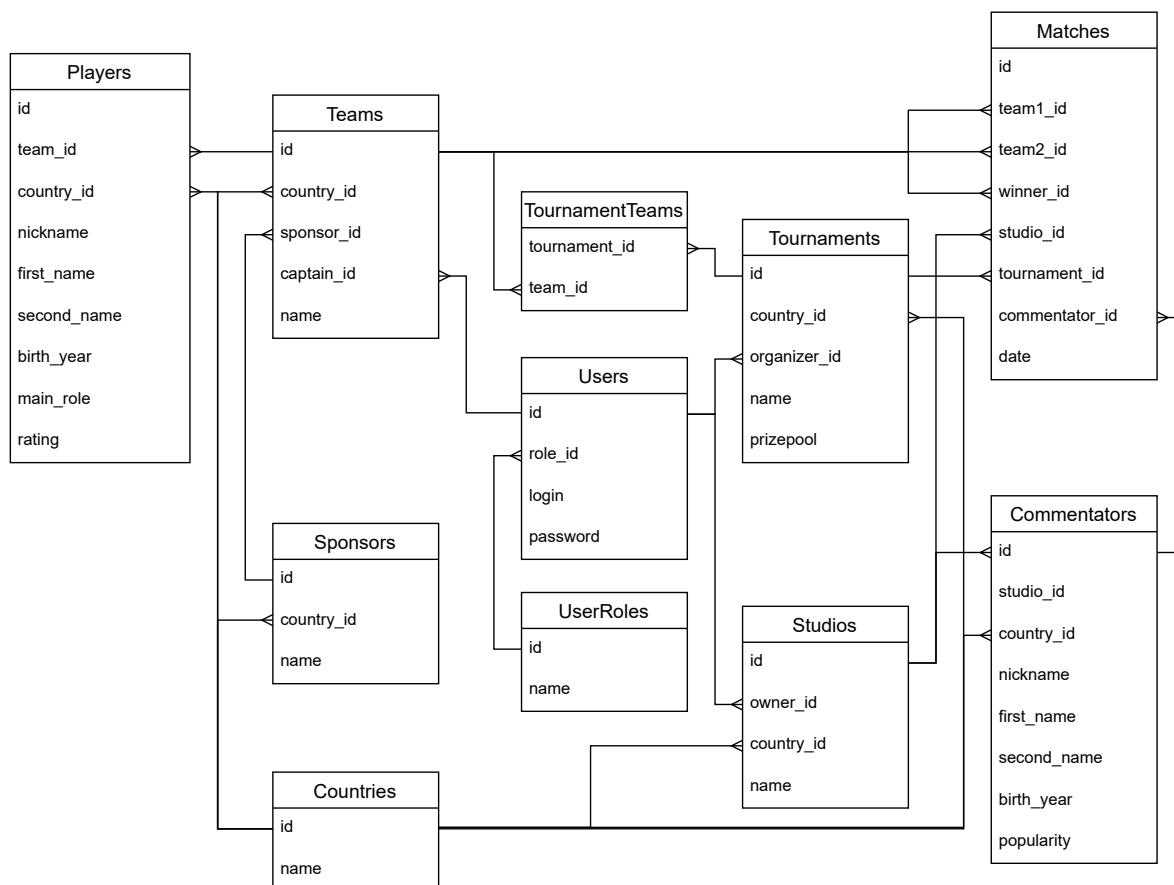 Players
id
team_id
country_id
nickname
first_name
second_name
birth_year
main_role
rating
Teams
id
country_id
sponsor_id
captain_id
name
Sponsors
id
country_id
name
Countries
id
name
TournamentTeams
tournament_id
team_id
Users
id
role_id
login
password
UserRoles
id
name
Tournaments
id
country_id
organizer_id
name
prizepool
Studios
id
owner_id
country_id
name
Matches
id
team1_id
team2_id
winner_id
studio_id
tournament_id
commentator_id
date
Commentators
id
studio_id
country_id
nickname
first_name
second_name
birth_year
popularity